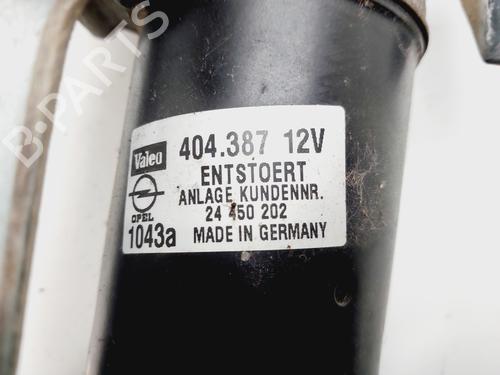 B-PARTS
Valeo 404.387 12V
ENTSTOERT
ANLAGE KUNDENNR.
OPEL 24 450 202
1043a MADE IN GERMANY